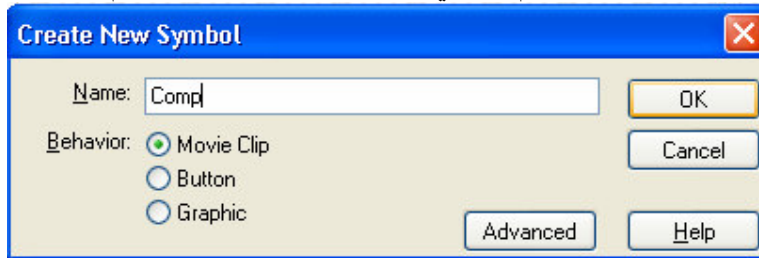 Create New Symbol
Name: Comp OK
Behavior: Movie Clip Cancel
Button
Graphic
Advanced Help